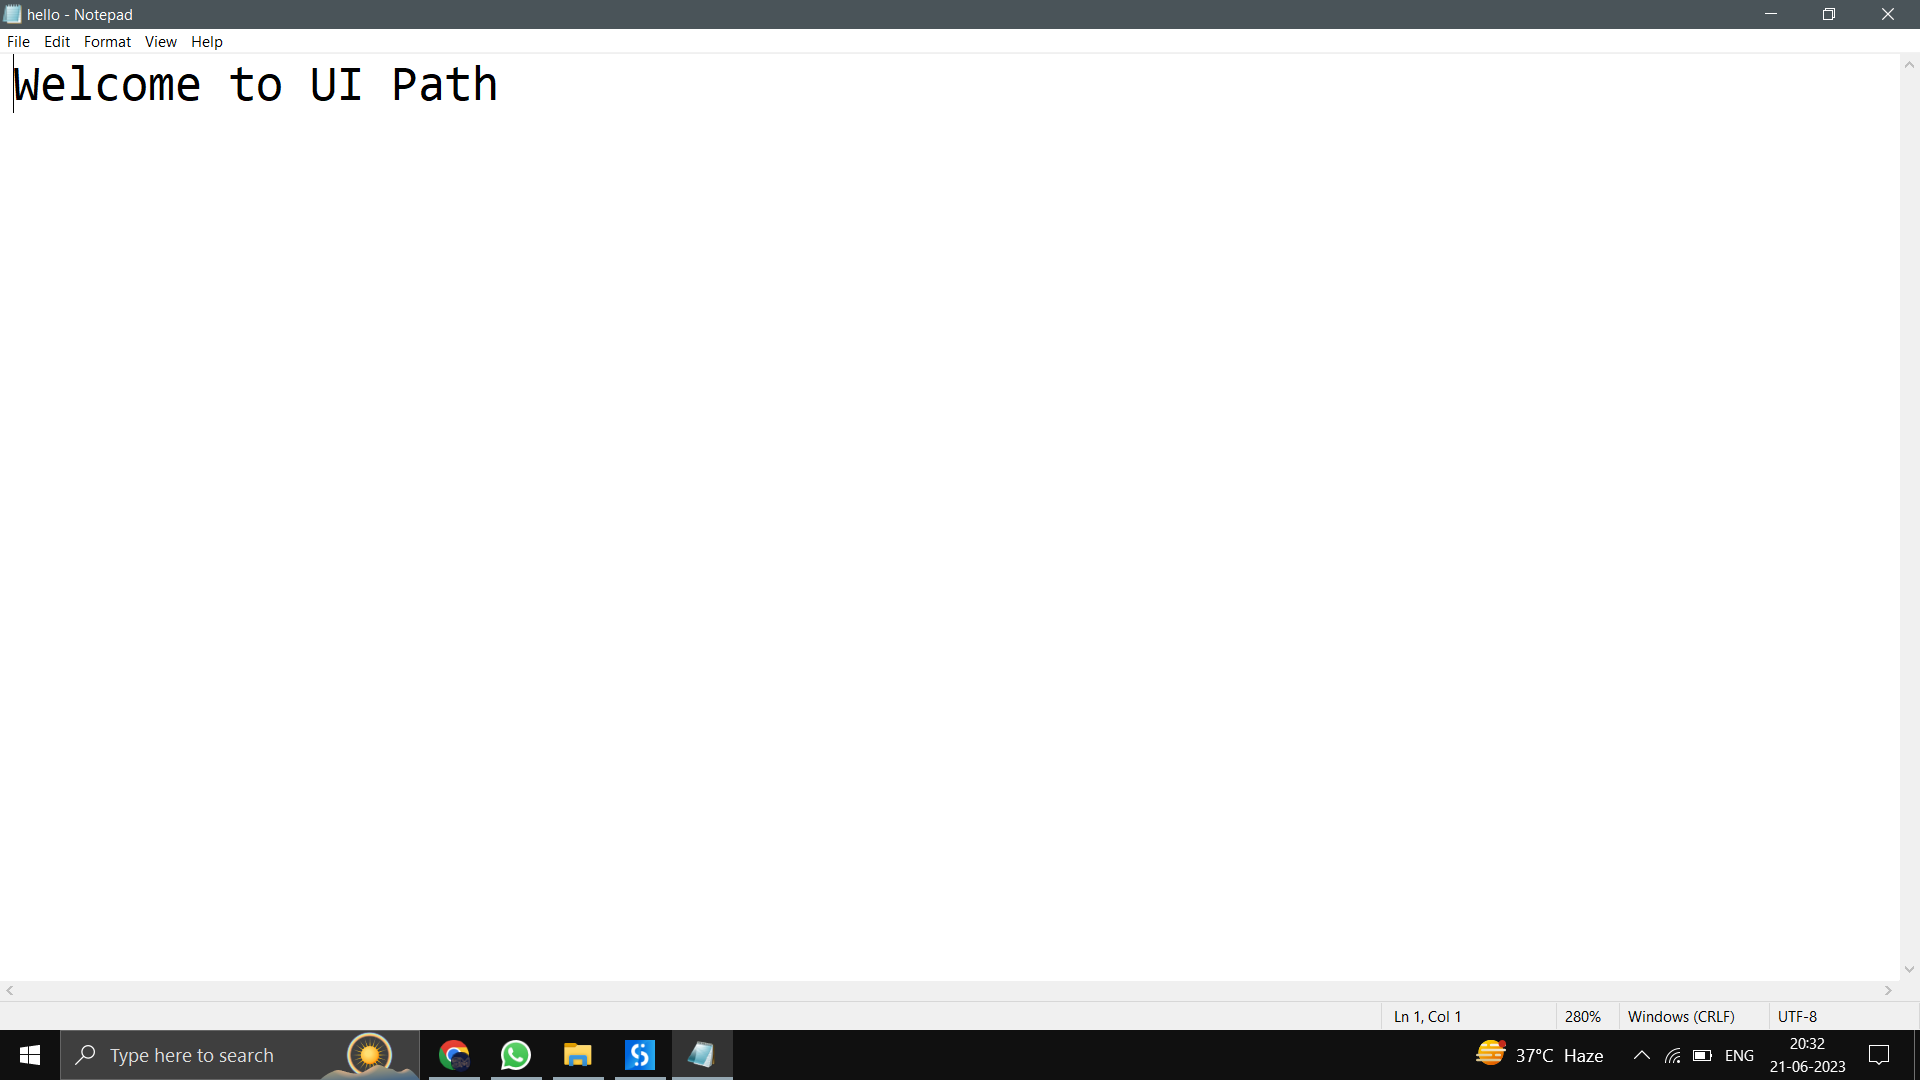 hello - Notepad
File Edit Format View Help
Welcome to UI Path
Ln 1, Col 1 280% Windows (CRLF) UTF-8
Type here to search 37°C Haze ENG 20:32
21-06-2023